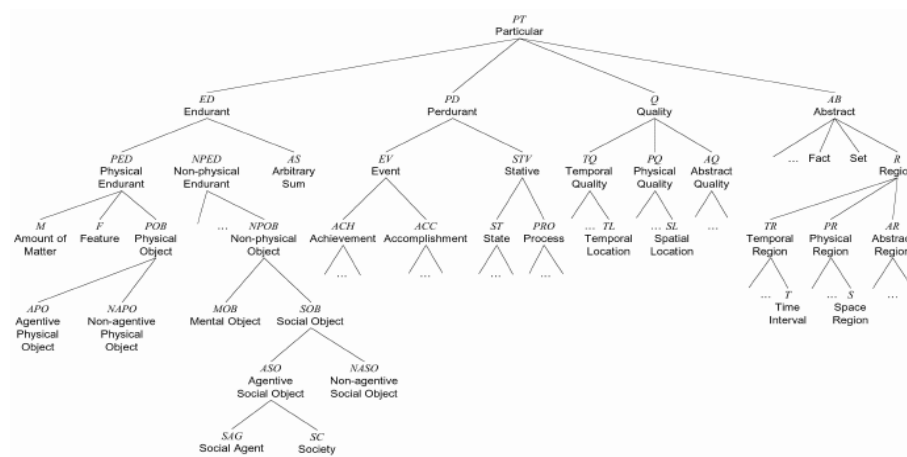 PT
Particular
ED
Endurant
PD
Perdurant
Q
Quality
AB
Abstract
PED
Physical
Endurant
NPED
Non-physical
Endurant
AS
Arbitrary
Sum
EV
Event
STV
Stative
TQ
Temporal
Quality
PQ
Physical
Quality
AQ
Abstract
Quality
...
Fact
Set
R
Region
M
Amount of
Matter
F
Feature
POB
Physical
Object
...
NPOB
Non-physical
Object
ACH
Achievement
...
ACC
Accomplishment
...
ST
State
...
PRO
Process
...
... TL
Temporal
Location
... SL
Spatial
Location
...
TR
Temporal
Region
PR
Physical
Region
AR
Abstract
Region
... T
Time
Interval
... S
Space
Region
...
APO
Agentive
Physical
Object
NAPO
Non-agentive
Physical
Object
MOB
Mental Object
SOB
Social Object
ASO
Agentive
Social Object
NASO
Non-agentive
Social Object
SAG
Social Agent
SC
Society